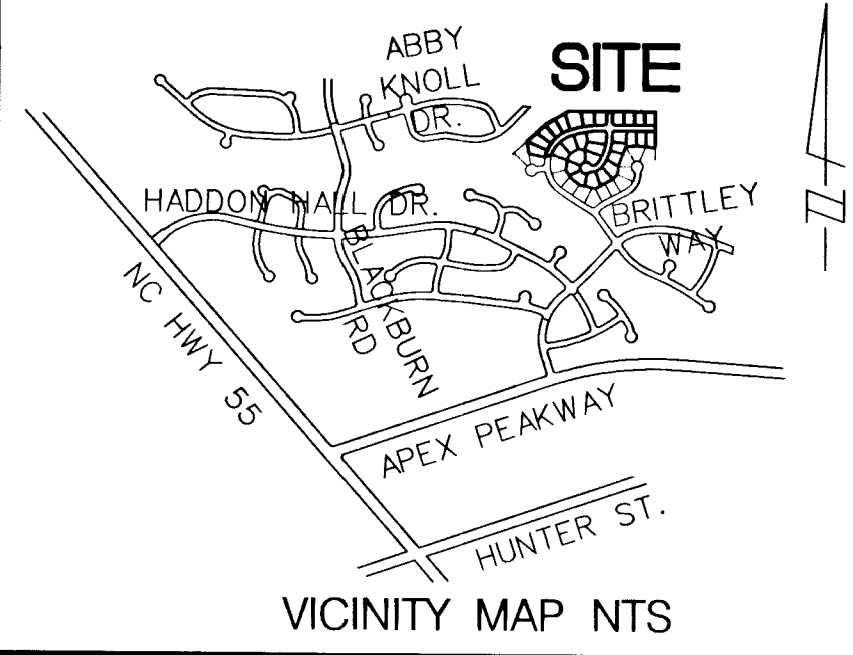 ABBY
KNOLL
DR.
SITE
HADDON HALL DR.
BRITTLEY
WAY
BLACKBURN
RD
NC HWY 55
APEX PEAKWAY
HUNTER ST.
VICINITY MAP NTS
N